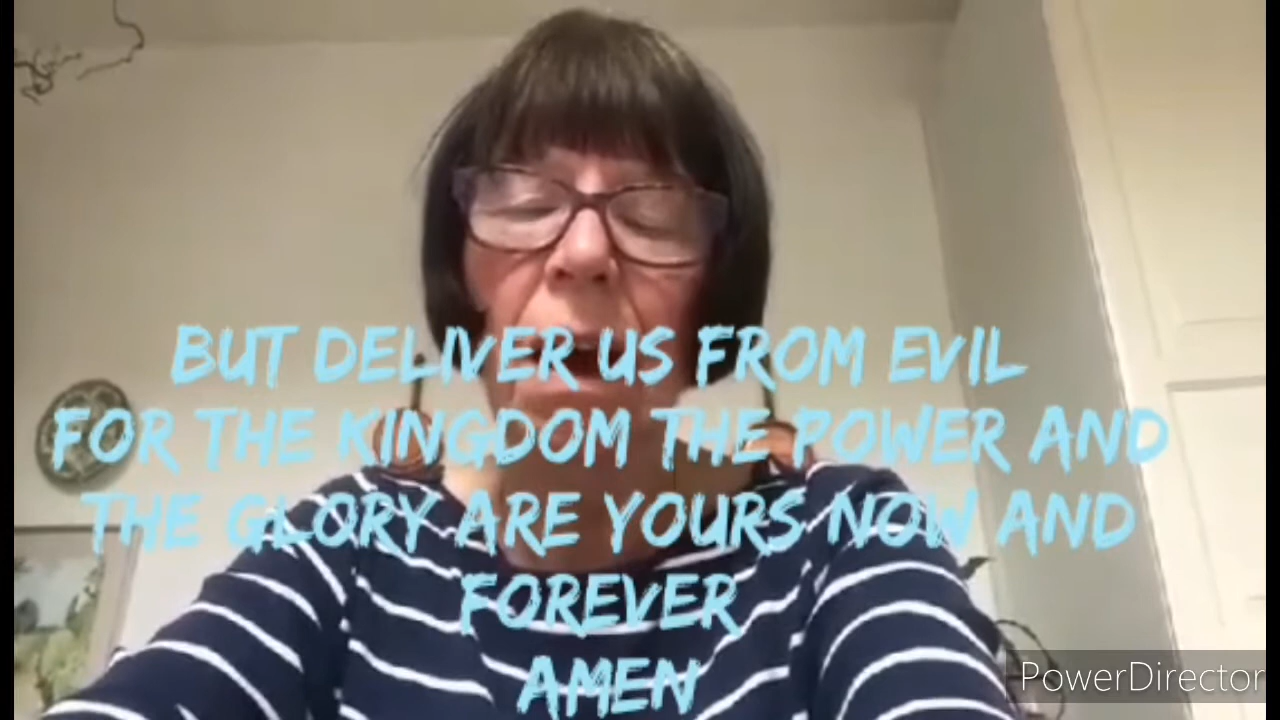 BUT DELIVER US FROM EVIL
FOR THE KINGDOM THE POWER AND
THE GLORY ARE YOURS NOW AND
FOREVER
AMEN
PowerDirector